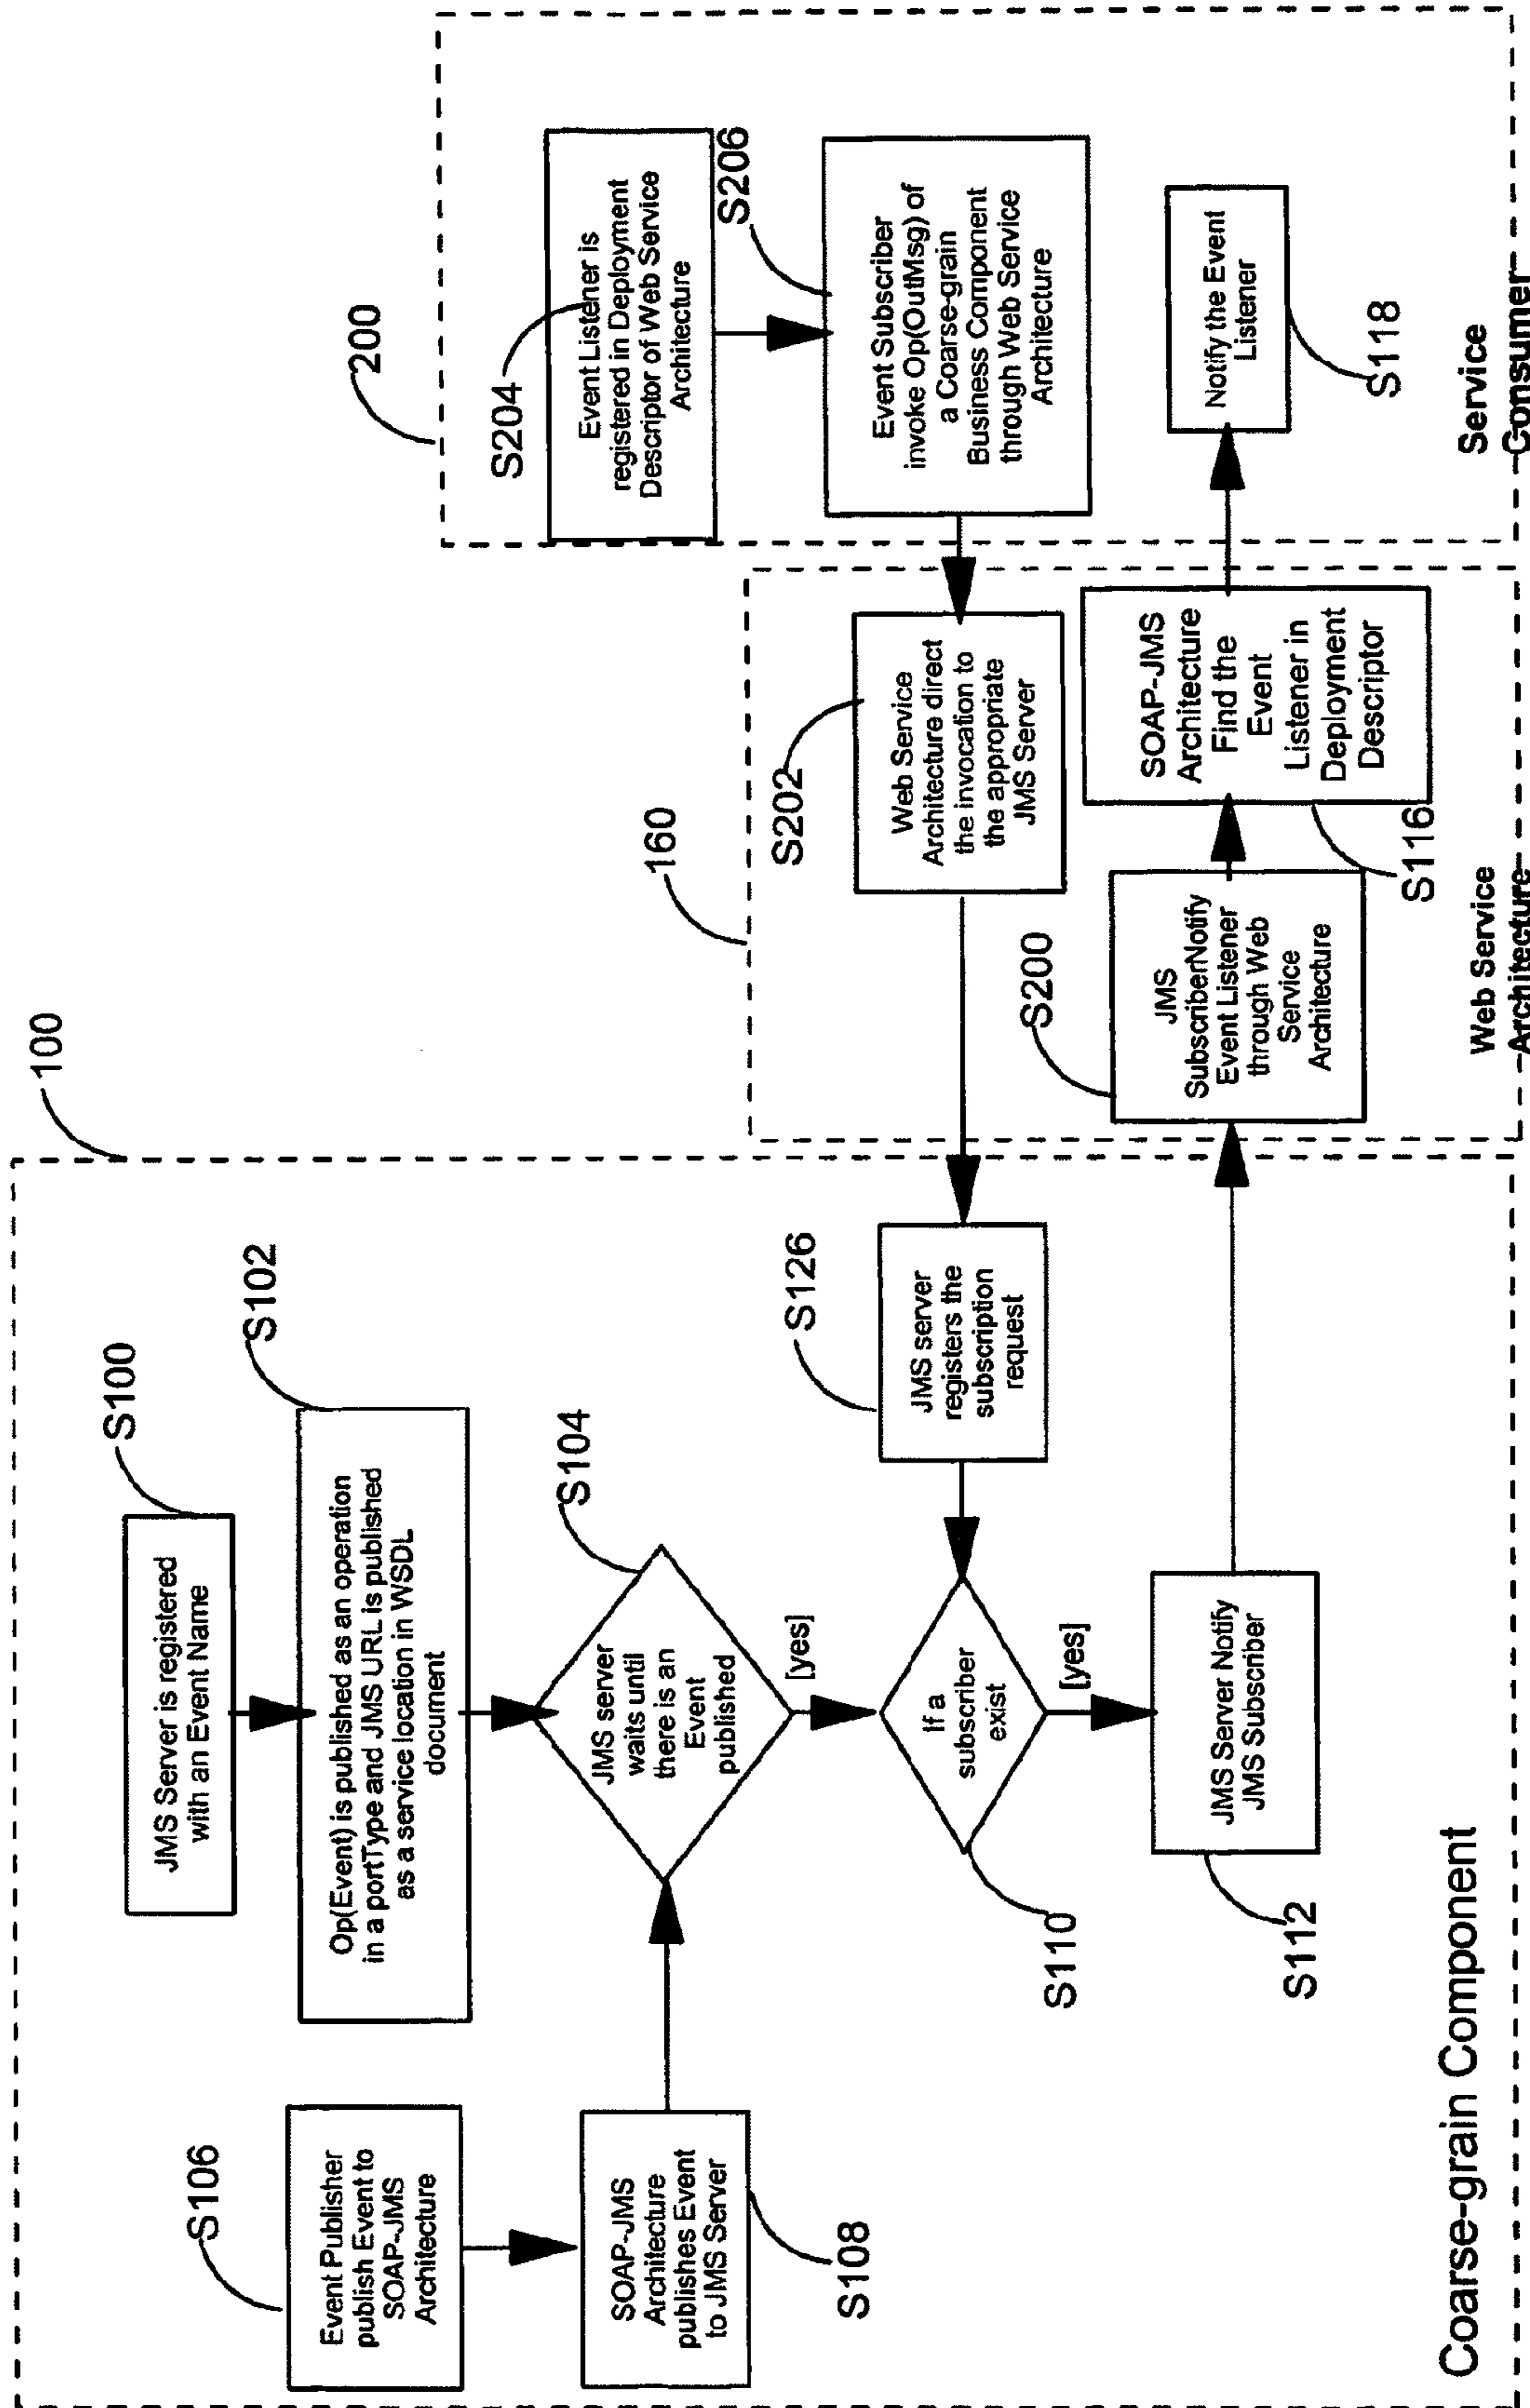 100
S100
JMS Server is registered
with an Event Name
S102
Op(Event) is published as an operation
in a portType and JMS URL is published
as a service location in WSDL
document
S106
Event Publisher
publish Event to
SOAP-JMS
Architecture
S104
JMS server
waits until
there is an
Event
published
[yes]
SOAP-JMS
Architecture
publishes Event
to JMS Server
S108
S126
JMS server
registers the
subscription
request
If a
subscriber
exist
[yes]
S110
JMS Server Notify
JMS Subscriber
S112
Coarse-grain Component
160
S202
Web Service
Architecture direct
the invocation to
the appropriate
JMS Server
S200
JMS
SubscriberNotify
Event Listener
through Web
Service
Architecture
SOAP-JMS
Architecture
Find the
Event
Listener in
Deployment
Descriptor
S116
Web Service
Architecture
200
S204
Event Listener is
registered in Deployment
Descriptor of Web Service
Architecture
S206
Event Subscriber
invoke Op(OutMsg) of
a Coarse-grain
Business Component
through Web Service
Architecture
Notify the Event
Listener
S118
Service
Consumer